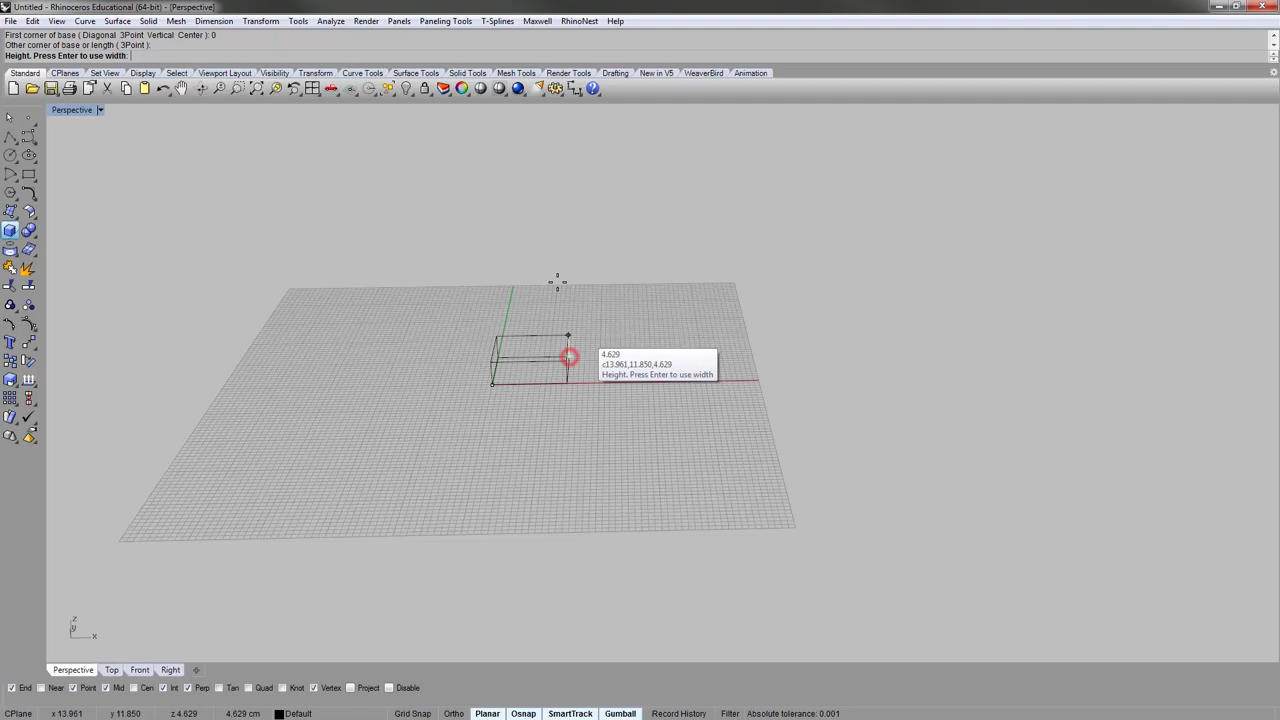 Untitled - Rhinoceros Educational (64-bit) - [Perspective]
File Edit View Curve Surface Solid Mesh Dimension Transform Tools Analyze Render Panels Paneling Tools T-Splines Maxwell RhinoNest Help
First corner of base ( Diagonal 3Point Vertical Center ): 0
Other corner of base or length ( 3Point ):
Height. Press Enter to use width:
Standard CPlanes Set View Display Select Viewport Layout Visibility Transform Curve Tools Surface Tools Solid Tools Mesh Tools Render Tools Drafting New in V5 WeaverBird Animation
Perspective
4.629
c13.961,11.850,4.629
Height. Press Enter to use width
z
y
x
Perspective Top Front Right
End Near Point Mid Cen Int Perp Tan Quad Knot Vertex Project Disable
CPlane x 13.961 y 11.850 z 4.629 4.629 cm Default Grid Snap Ortho Planar Osnap SmartTrack Gumball Record History Filter Absolute tolerance: 0.001